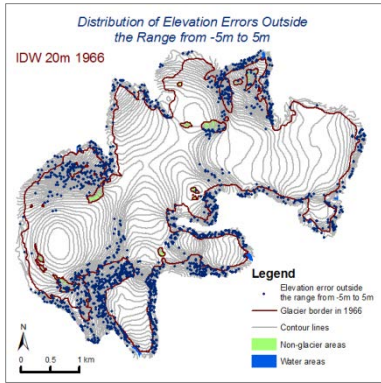 Distribution of Elevation Errors Outside
the Range from -5m to 5m
IDW 20m 1966
Legend
Elevation error outside
the range from -5m to 5m
Glacier border in 1966
Contour lines
Non-glacier areas
Water areas
N
0 0.5 1 km